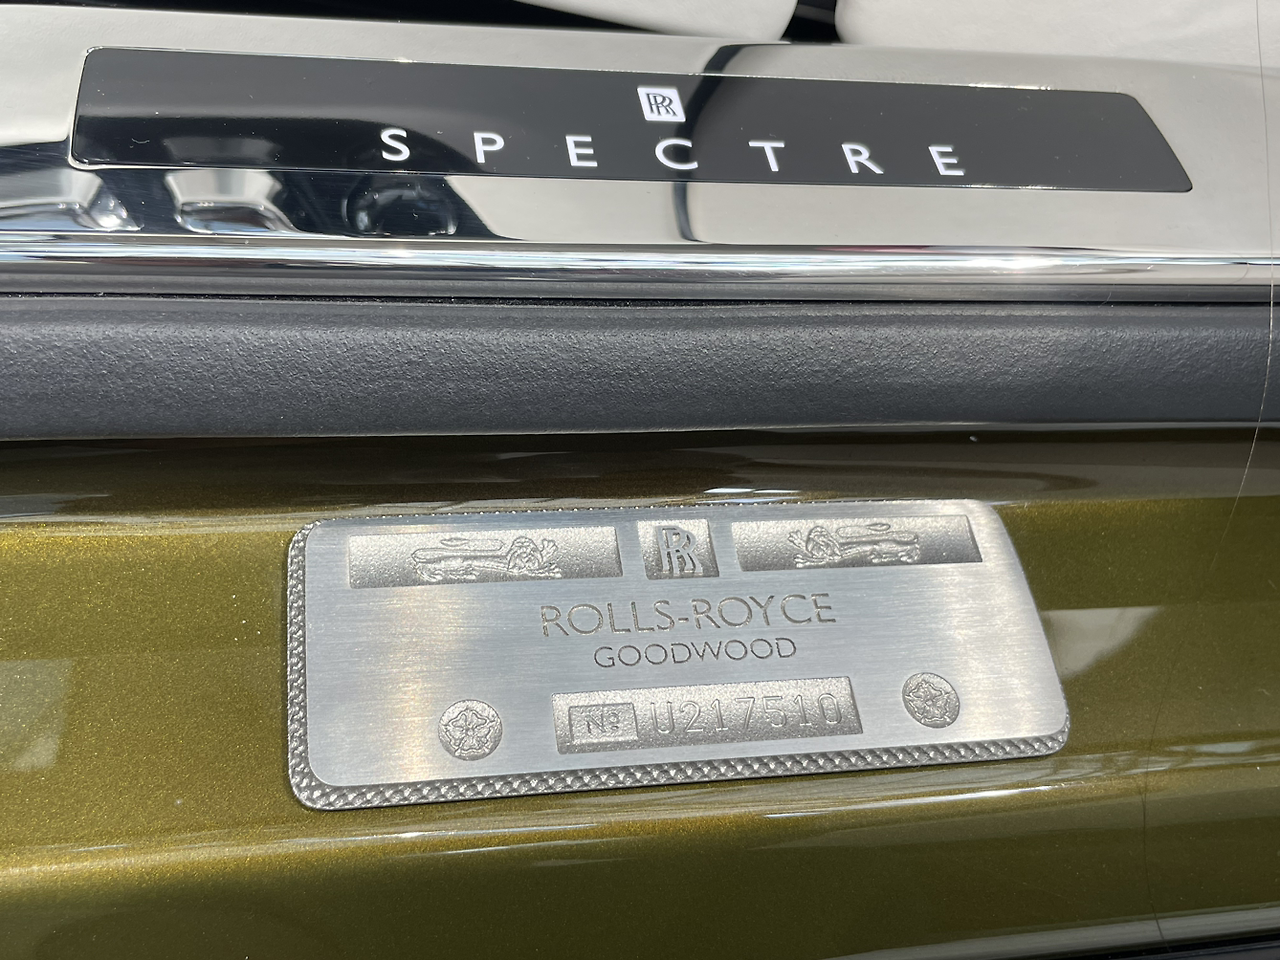 RR
SPECTRE
RR
ROLLS-ROYCE
GOODWOOD
Nº U217510